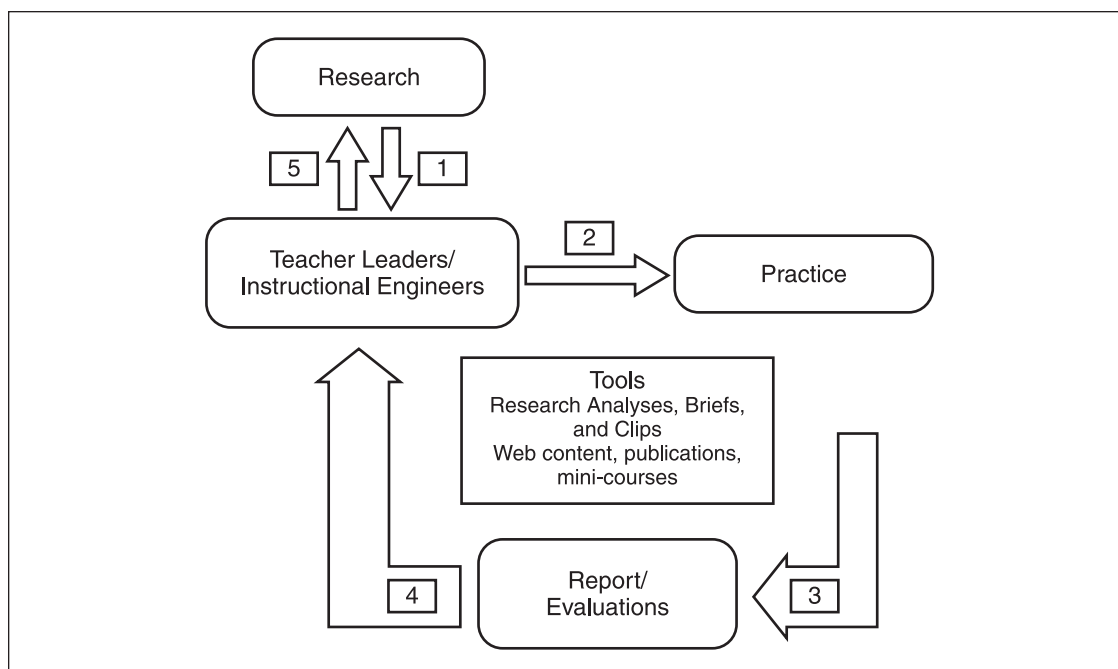 Research
5
1
Teacher Leaders/
Instructional Engineers
2
Practice
Tools
Research Analyses, Briefs,
and Clips
Web content, publications,
mini-courses
Report/
Evaluations
4
3